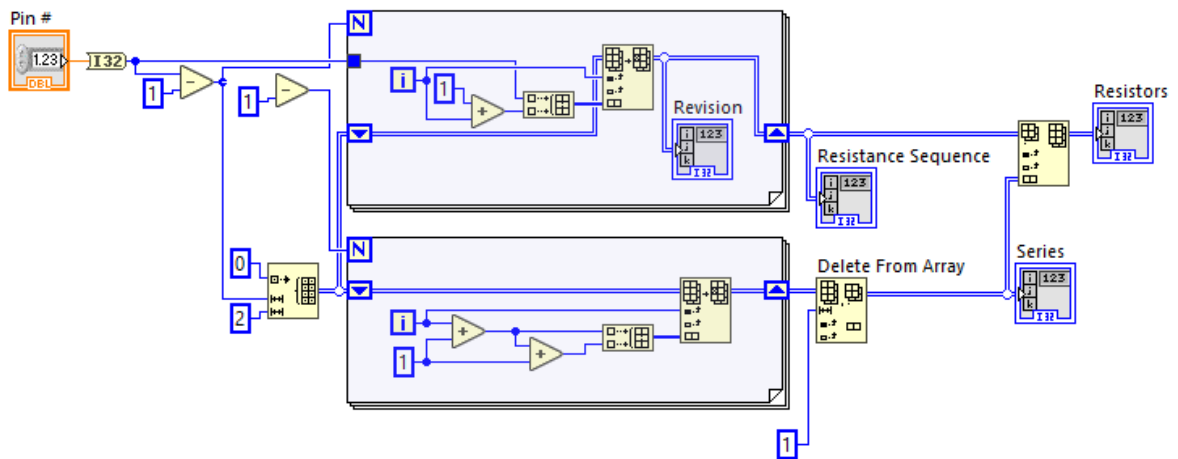 Pin #
1.23
DBL
I32
1
1
N
i
1
Revision
i
j
k
123
I32
Resistance Sequence
i
j
k
123
I32
Resistors
i
j
k
123
I32
0
2
N
i
1
Delete From Array
1
Series
i
j
k
123
I32